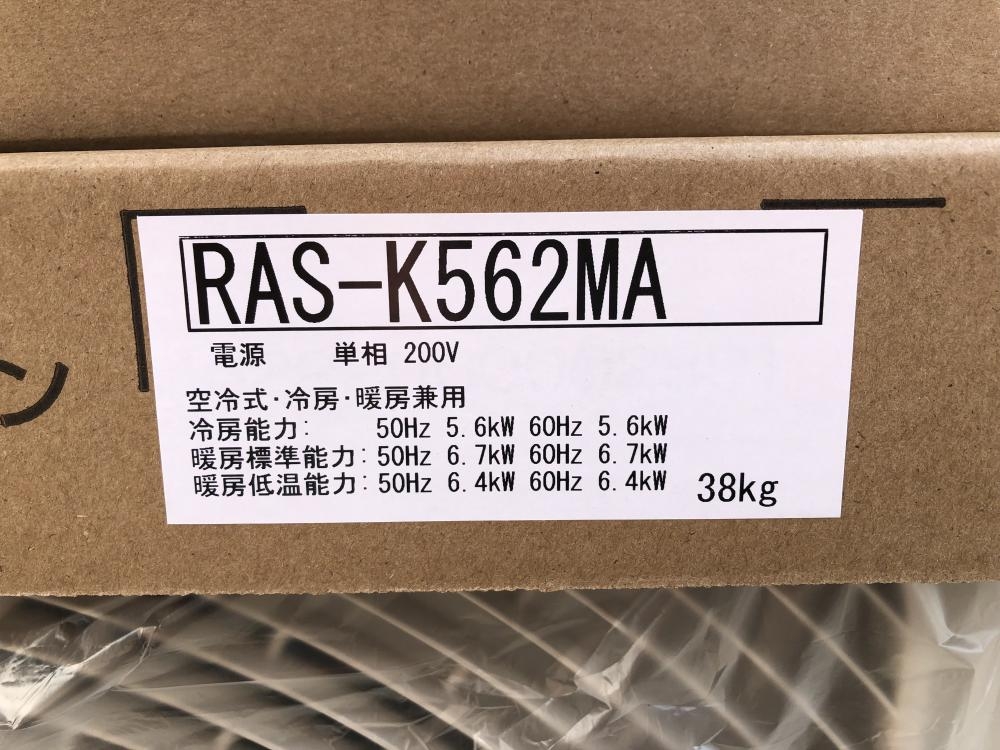 RAS-K562MA
電源 単相 200V
空冷式・冷房・暖房兼用
冷房能力: 50Hz 5.6kW 60Hz 5.6kW
暖房標準能力: 50Hz 6.7kW 60Hz 6.7kW
暖房低温能力: 50Hz 6.4kW 60Hz 6.4kW
38kg
ン